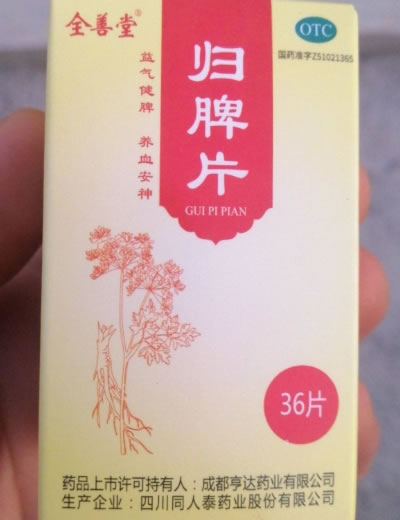 全善堂®
OTC
国药准字Z51021365
益气健脾 养血安神
归脾片
GUI PI PIAN
36片
药品上市许可持有人：成都亨达药业有限公司
生产企业：四川同人泰药业股份有限公司